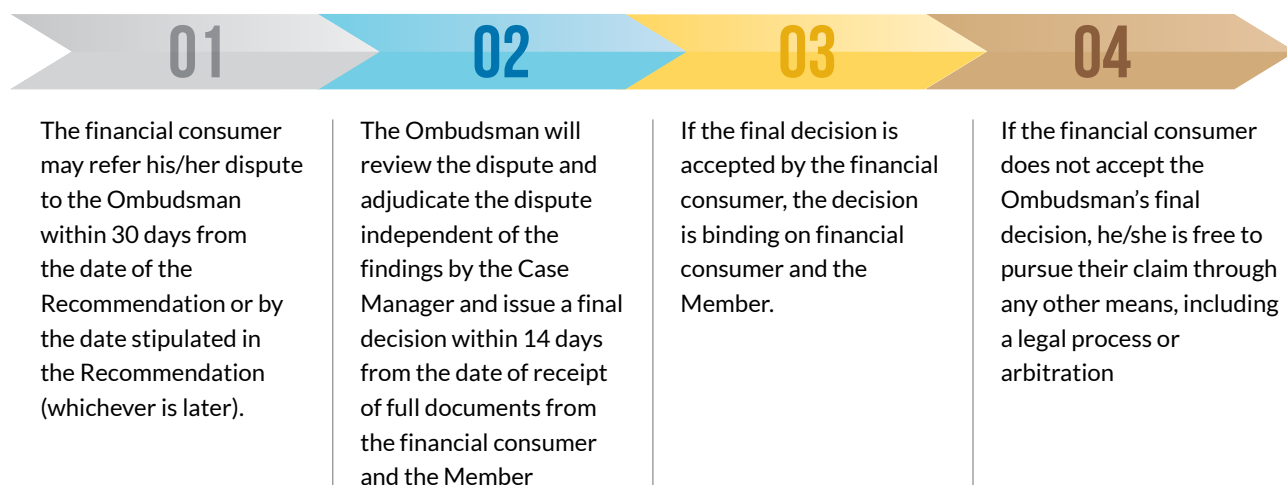 01
02
03
04
The financial consumer
may refer his/her dispute
to the Ombudsman
within 30 days from
the date of the
Recommendation or by
the date stipulated in
the Recommendation
(whichever is later).
The Ombudsman will
review the dispute and
adjudicate the dispute
independent of the
findings by the Case
Manager and issue a final
decision within 14 days
from the date of receipt
of full documents from
the financial consumer
and the Member
If the final decision is
accepted by the financial
consumer, the decision
is binding on financial
consumer and the
Member.
If the financial consumer
does not accept the
Ombudsman’s final
decision, he/she is free to
pursue their claim through
any other means, including
a legal process or
arbitration